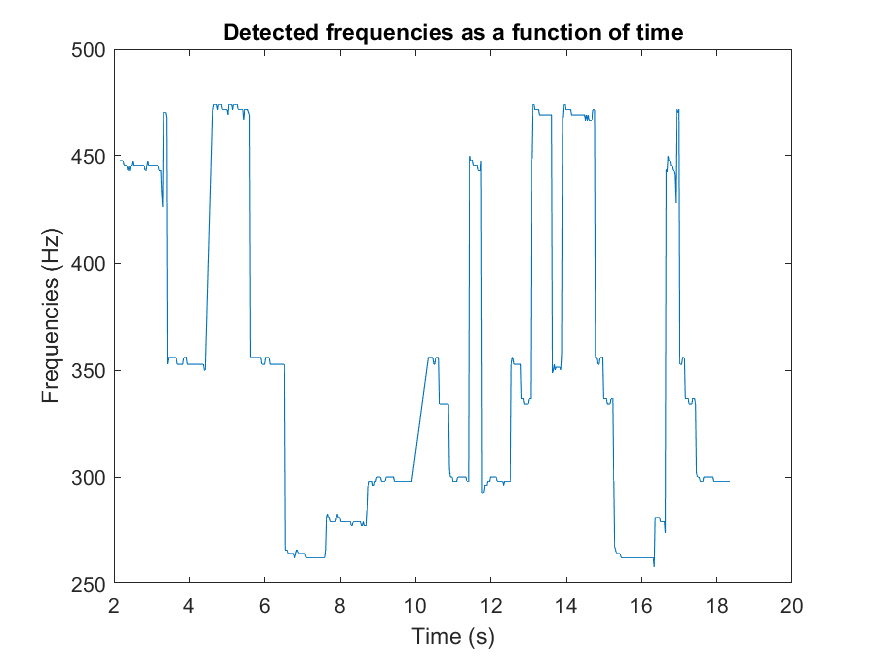 Detected frequencies as a function of time
500
450
400
350
300
250
Frequencies (Hz)
2 4 6 8 10 12 14 16 18 20
Time (s)